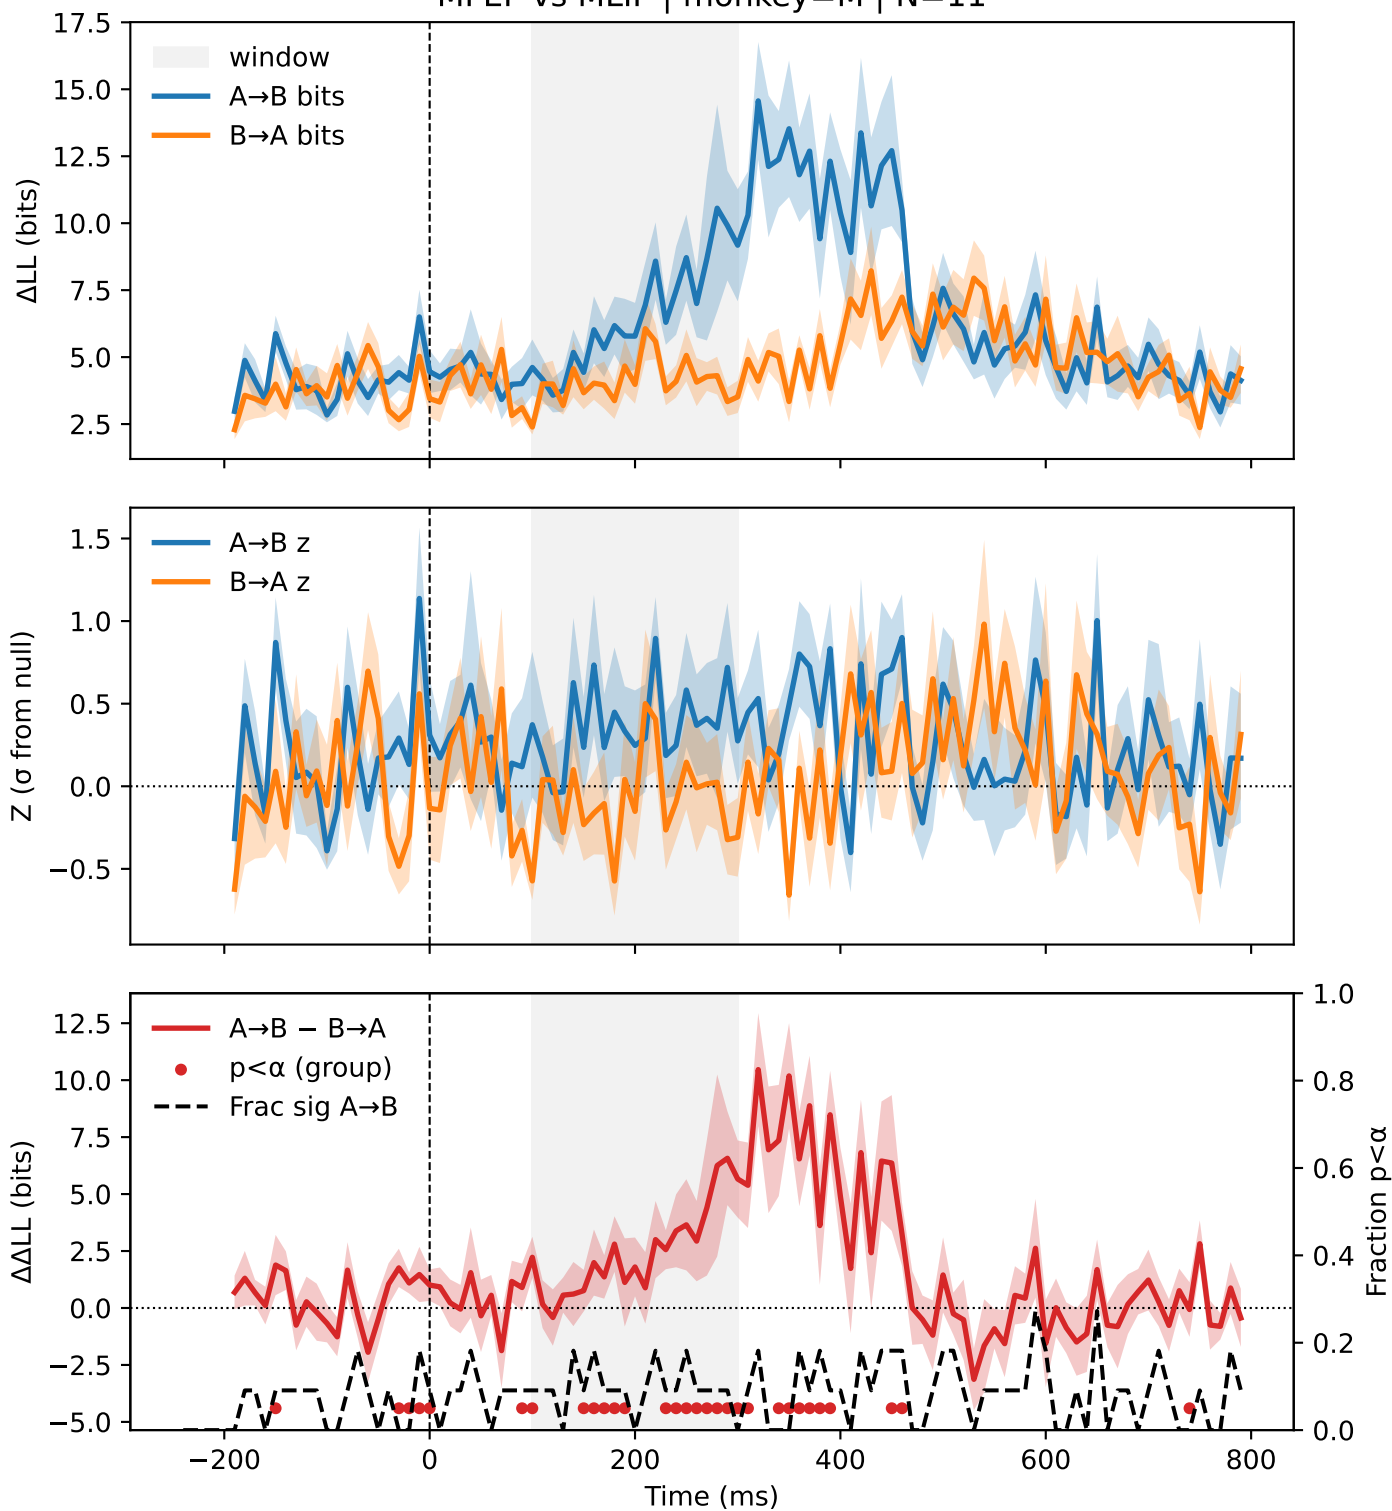 17.5
15.0
12.5
10.0
7.5
5.0
2.5
ΔLL (bits)
window
A→B bits
B→A bits
1.5
1.0
0.5
0.0
−0.5
Z (σ from null)
A→B z
B→A z
12.5
10.0
7.5
5.0
2.5
0.0
−2.5
−5.0
ΔΔLL (bits)
A→B − B→A
p<α (group)
Frac sig A→B
1.0
0.8
0.6
0.4
0.2
0.0
Fraction p<α
−200
0
200
400
600
800
Time (ms)